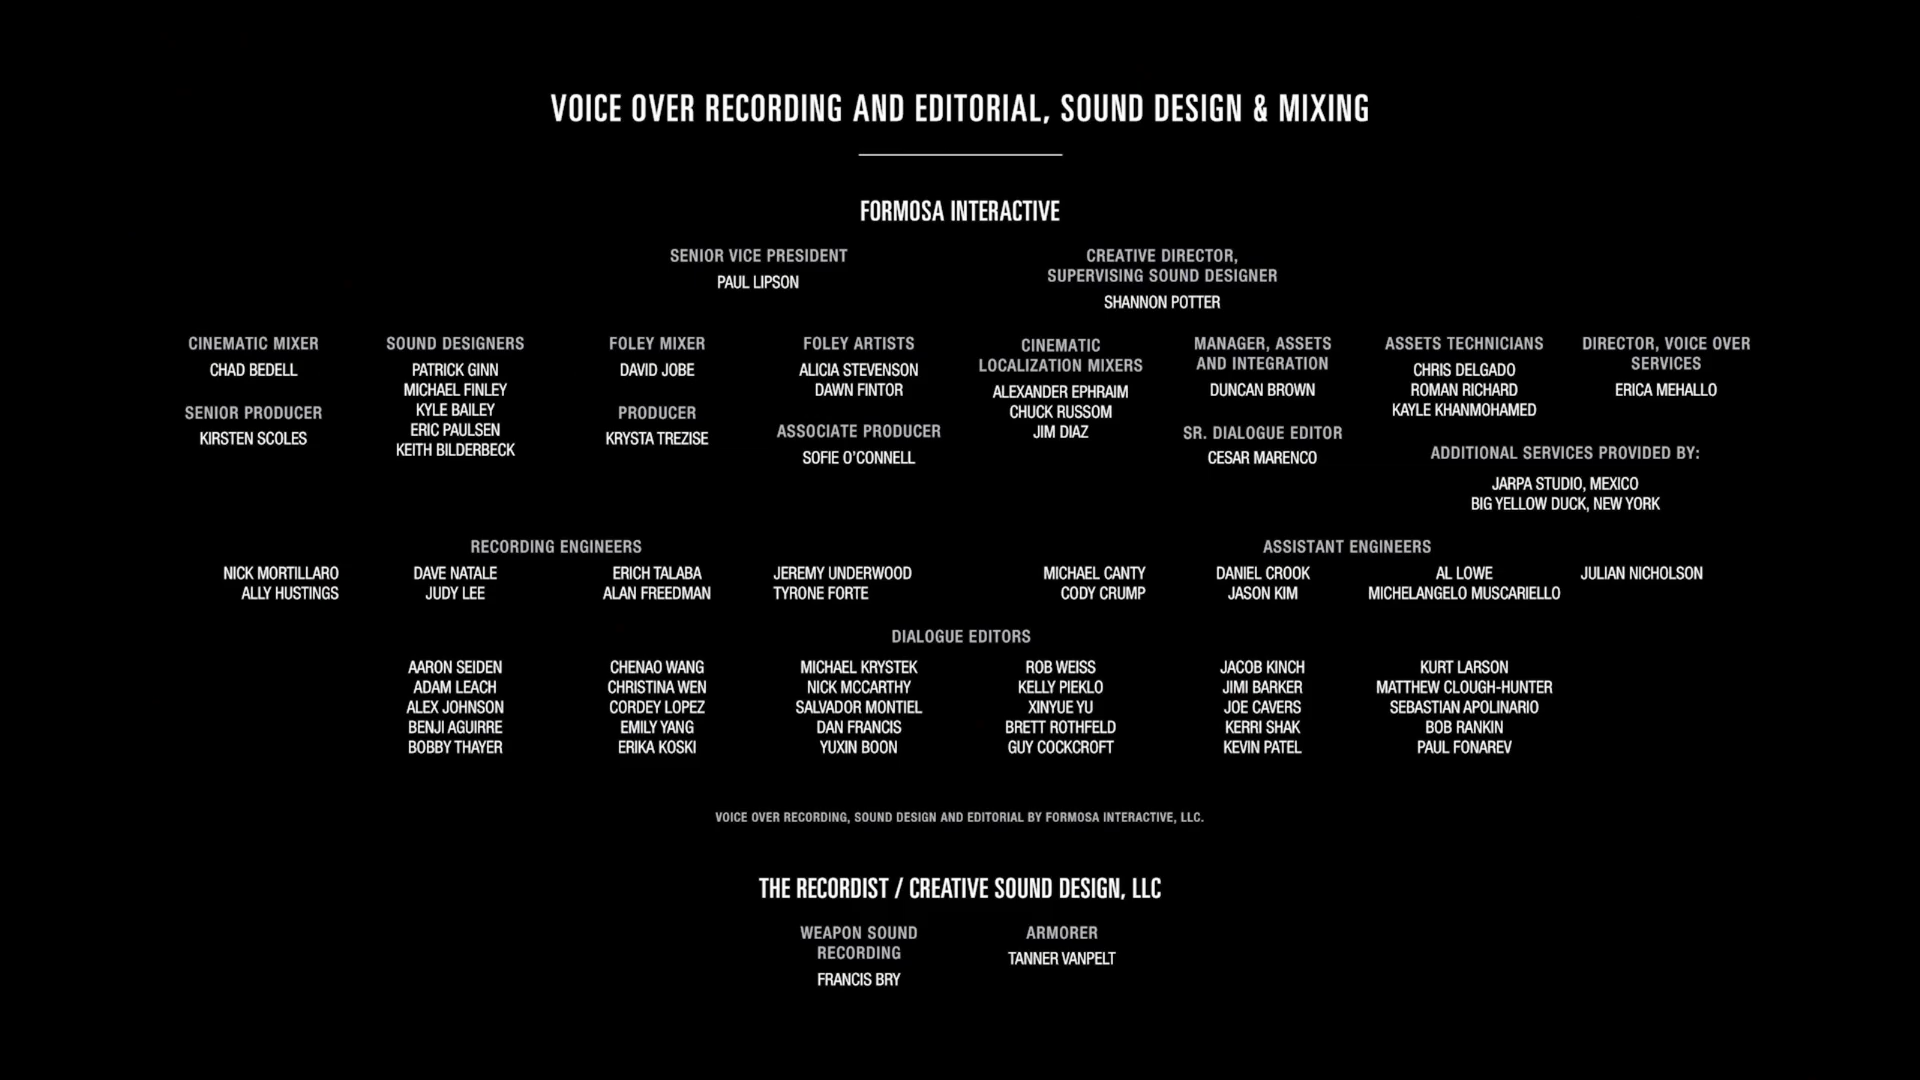 VOICE OVER RECORDING AND EDITORIAL, SOUND DESIGN & MIXING
FORMOSA INTERACTIVE
SENIOR VICE PRESIDENT
PAUL LIPSON
CREATIVE DIRECTOR,
SUPERVISING SOUND DESIGNER
SHANNON POTTER
CINEMATIC MIXER
CHAD BEDELL
SENIOR PRODUCER
KIRSTEN SCOLES
SOUND DESIGNERS
PATRICK GINN
MICHAEL FINLEY
KYLE BAILEY
ERIC PAULSEN
KEITH BILDERBECK
FOLEY MIXER
DAVID JOBE
PRODUCER
KRYSTA TREZISE
FOLEY ARTISTS
ALICIA STEVENSON
DAWN FINTOR
ASSOCIATE PRODUCER
SOFIE O'CONNELL
CINEMATIC
LOCALIZATION MIXERS
ALEXANDER EPHRAIM
CHUCK RUSSOM
JIM DIAZ
MANAGER, ASSETS
AND INTEGRATION
DUNCAN BROWN
SR. DIALOGUE EDITOR
CESAR MARENCO
ASSETS TECHNICIANS
CHRIS DELGADO
ROMAN RICHARD
KAYLE KHANMOHAMED
DIRECTOR, VOICE OVER
SERVICES
ERICA MEHALLO
ADDITIONAL SERVICES PROVIDED BY:
JARPA STUDIO, MEXICO
BIG YELLOW DUCK, NEW YORK
RECORDING ENGINEERS
NICK MORTILLARO
ALLY HUSTINGS
DAVE NATALE
JUDY LEE
ERICH TALABA
ALAN FREEDMAN
JEREMY UNDERWOOD
TYRONE FORTE
ASSISTANT ENGINEERS
MICHAEL CANTY
CODY CRUMP
DANIEL CROOK
JASON KIM
AL LOWE
MICHELANGELO MUSCARIELLO
JULIAN NICHOLSON
DIALOGUE EDITORS
AARON SEIDEN
ADAM LEACH
ALEX JOHNSON
BENJI AGUIRRE
BOBBY THAYER
CHENAO WANG
CHRISTINA WEN
CORDEY LOPEZ
EMILY YANG
ERIKA KOSKI
MICHAEL KRYSTEK
NICK MCCARTHY
SALVADOR MONTIEL
DAN FRANCIS
YUXIN BOON
ROB WEISS
KELLY PIEKLO
XINYUE YU
BRETT ROTHFELD
GUY COCKCROFT
JACOB KINCH
JIMI BARKER
JOE CAVERS
KERRI SHAK
KEVIN PATEL
KURT LARSON
MATTHEW CLOUGH-HUNTER
SEBASTIAN APOLINARIO
BOB RANKIN
PAUL FONAREV
VOICE OVER RECORDING, SOUND DESIGN AND EDITORIAL BY FORMOSA INTERACTIVE, LLC.
THE RECORDIST / CREATIVE SOUND DESIGN, LLC
WEAPON SOUND
RECORDING
FRANCIS BRY
ARMORER
TANNER VANPELT